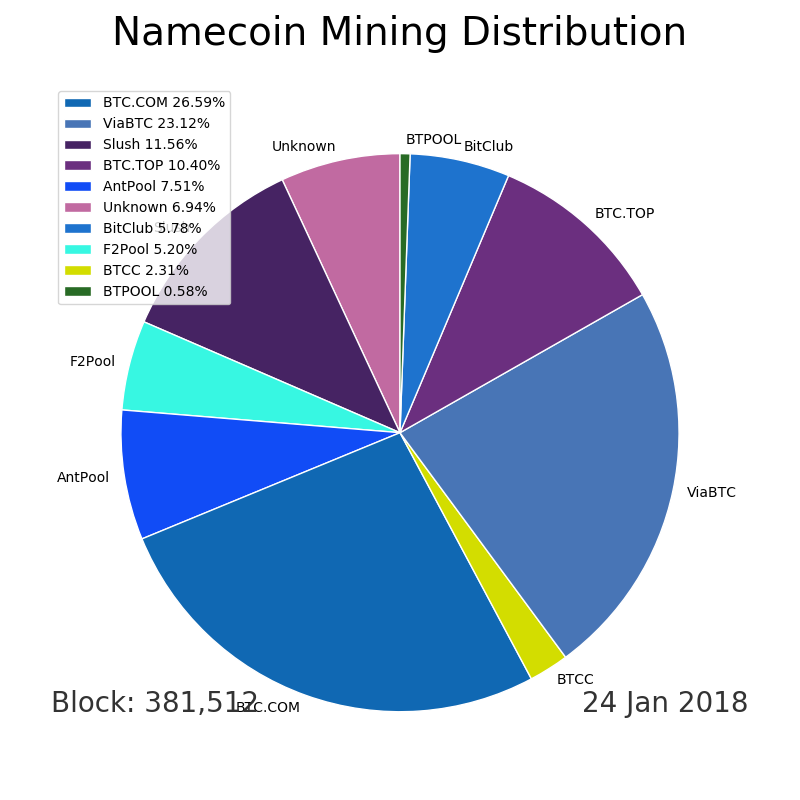 Namecoin Mining Distribution
BTC.COM 26.59%
ViaBTC 23.12%
Slush 11.56%
BTC.TOP 10.40%
AntPool 7.51%
Unknown 6.94%
BitClub 5.78%
F2Pool 5.20%
BTCC 2.31%
BTPOOL 0.58%
Unknown
BTPOOL
BitClub
BTC.TOP
F2Pool
AntPool
ViaBTC
BTCC
BTC.COM
Block: 381,512
24 Jan 2018